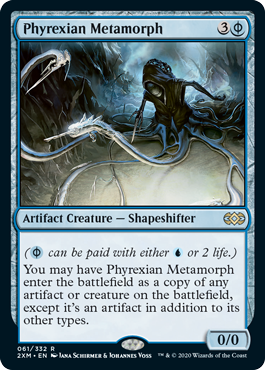 Phyrexian Metamorph 3
( can be paid with either or 2 life.)
You may have Phyrexian Metamorph
enter the battlefield as a copy of any
artifact or creature on the battlefield,
except it's an artifact in addition to its
other types.
Artifact Creature — Shapeshifter
0/0
061/332 R
2XM • EN Jana Schirmer & Johannes Voss ™ & © 2020 Wizards of the Coast